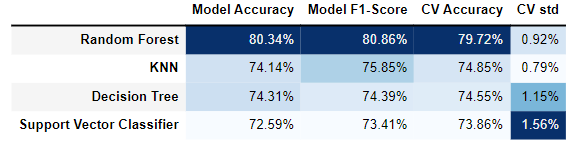 Model Accuracy Model F1-Score CV Accuracy CV std
Random Forest 80.34% 80.86% 79.72% 0.92%
KNN 74.14% 75.85% 74.85% 0.79%
Decision Tree 74.31% 74.39% 74.55% 1.15%
Support Vector Classifier 72.59% 73.41% 73.86% 1.56%